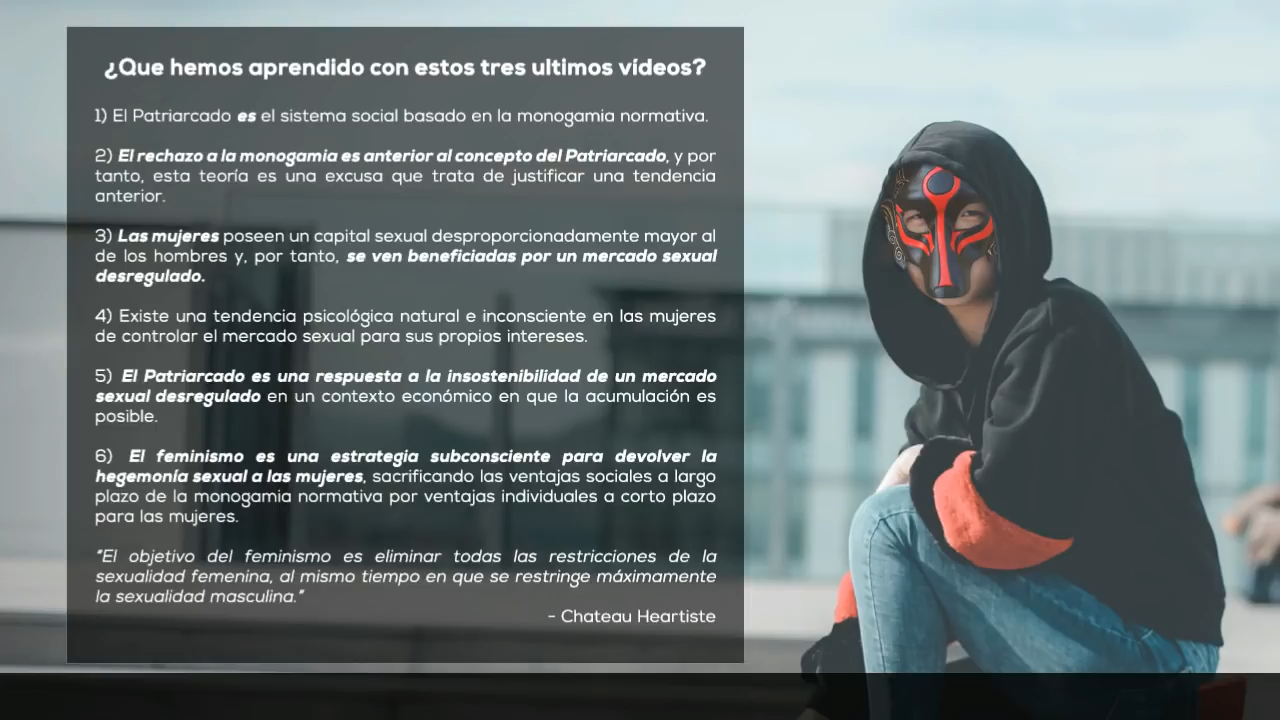 ¿Que hemos aprendido con estos tres ultimos vídeos?
1) El Patriarcado es el sistema social basado en la monogamia normativa.
2) El rechazo a la monogamia es anterior al concepto del Patriarcado, y por
tanto, esta teoría es una excusa que trata de justificar una tendencia
anterior.
3) Las mujeres poseen un capital sexual desproporcionadamente mayor al
de los hombres y, por tanto, se ven beneficiadas por un mercado sexual
desregulado.
4) Existe una tendencia psicológica natural e inconsciente en las mujeres
de controlar el mercado sexual para sus propios intereses.
5) El Patriarcado es una respuesta a la insostenibilidad de un mercado
sexual desregulado en un contexto económico en que la acumulación es
posible.
6) El feminismo es una estrategia subconsciente para devolver la
hegemonía sexual a las mujeres, sacrificando las ventajas sociales a largo
plazo de la monogamia normativa por ventajas individuales a corto plazo
para las mujeres.
"El objetivo del feminismo es eliminar todas las restricciones de la
sexualidad femenina, al mismo tiempo en que se restringe máximamente
la sexualidad masculina."
- Chateau Heartiste